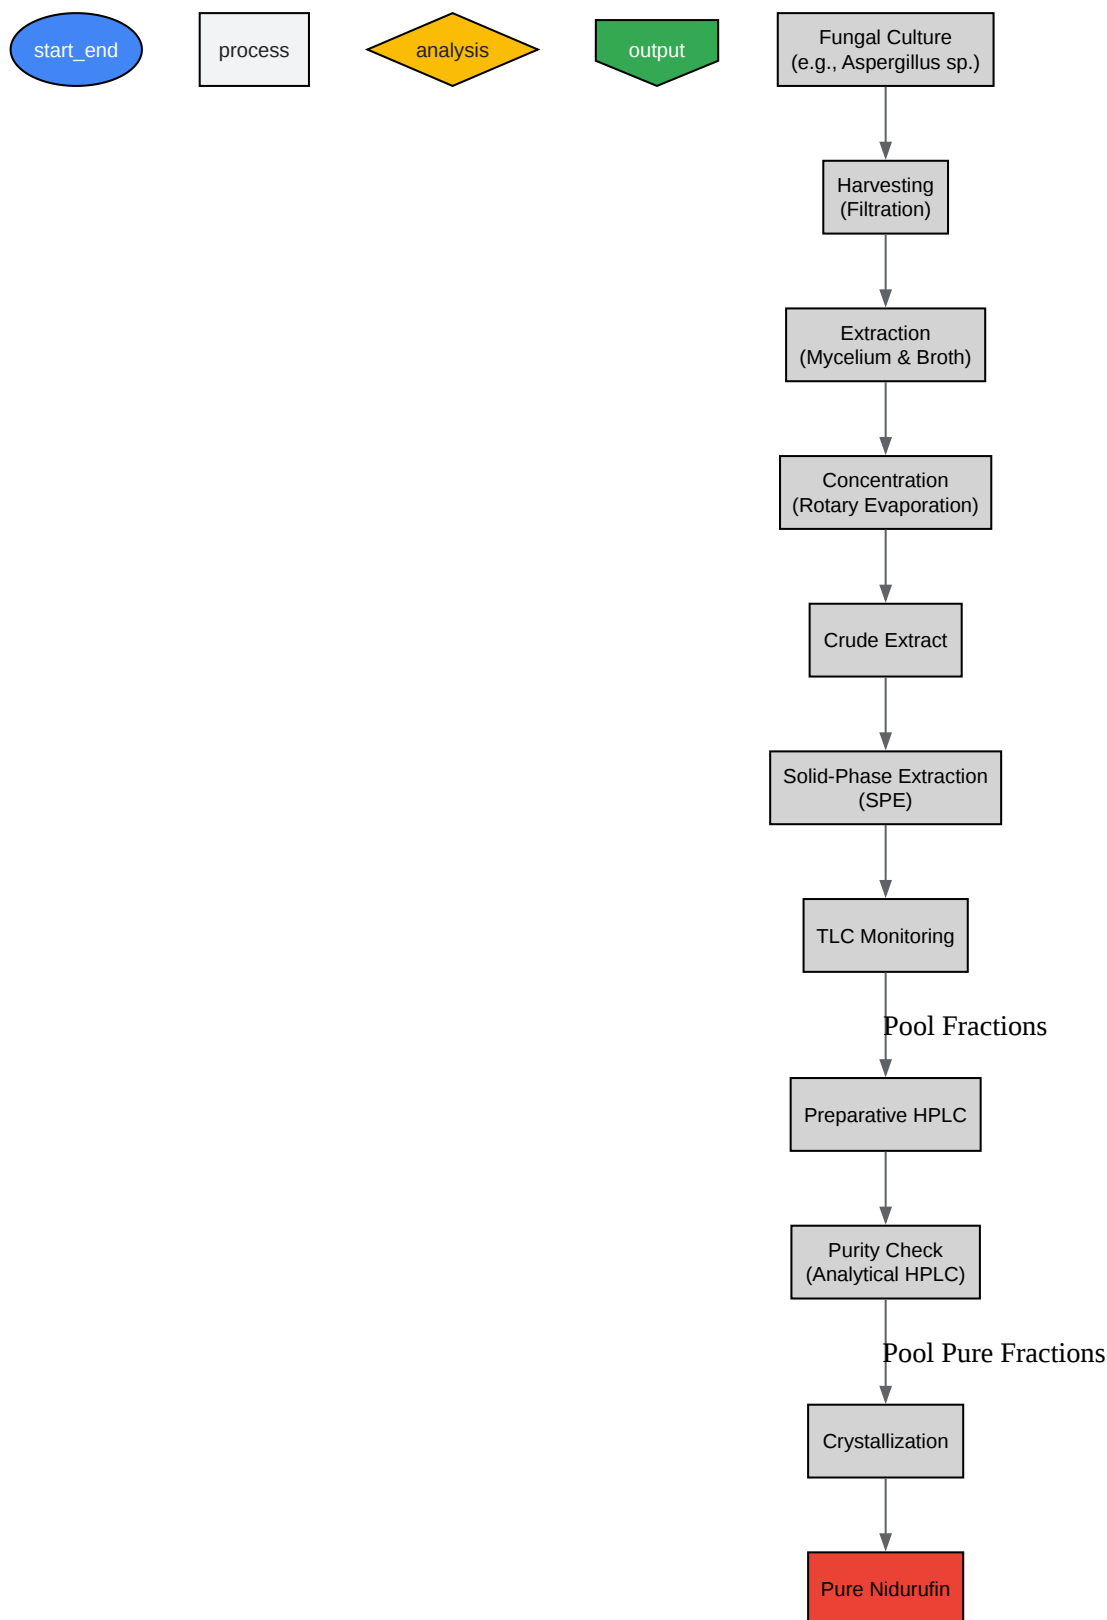 start_end
process
analysis
output
Fungal Culture
(e.g., Aspergillus sp.)
Harvesting
(Filtration)
Extraction
(Mycelium & Broth)
Concentration
(Rotary Evaporation)
Crude Extract
Solid-Phase Extraction
(SPE)
TLC Monitoring
Pool Fractions
Preparative HPLC
Purity Check
(Analytical HPLC)
Pool Pure Fractions
Crystallization
Pure Nidurufin